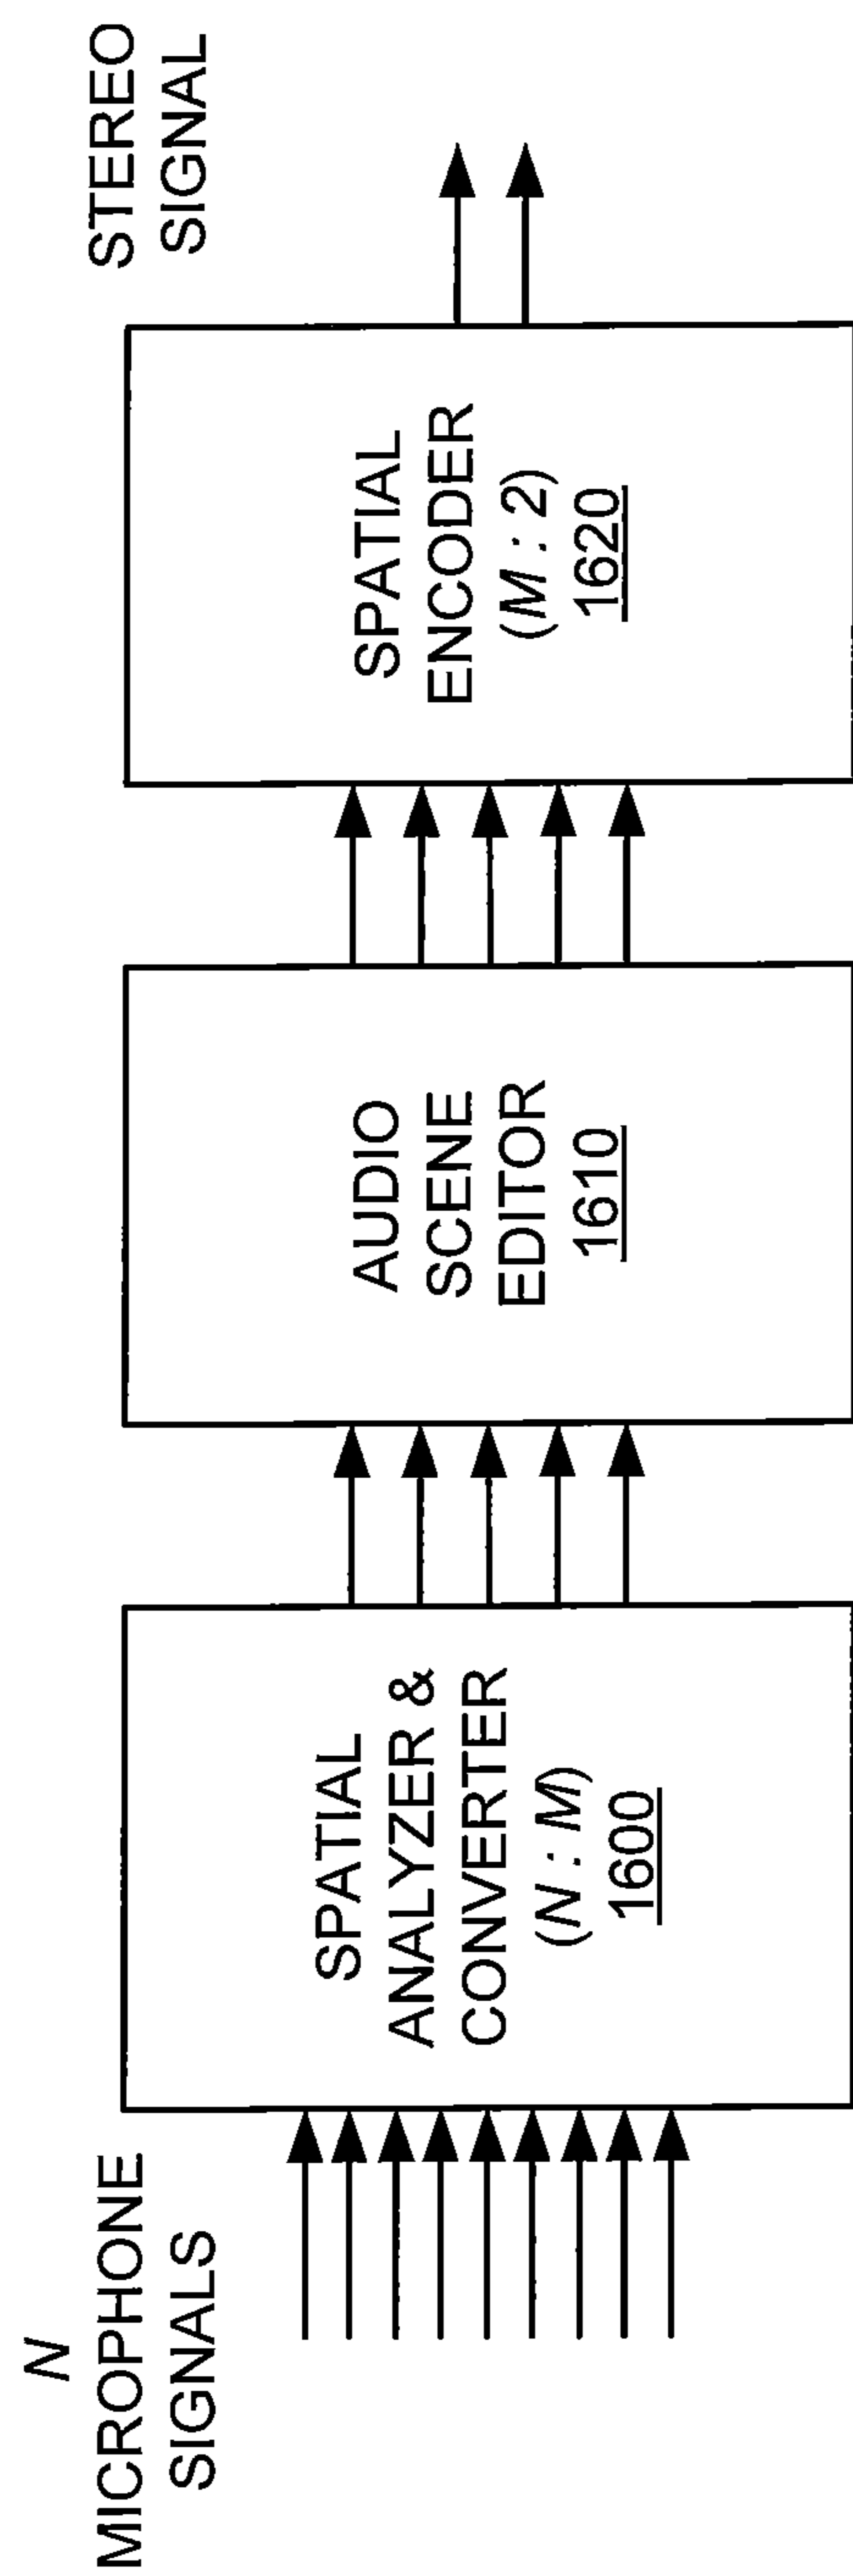 N
MICROPHONE
SIGNALS
SPATIAL
ANALYZER &
CONVERTER
(N : M)
1600
AUDIO
SCENE
EDITOR
1610
SPATIAL
ENCODER
(M : 2)
1620
STEREO
SIGNAL